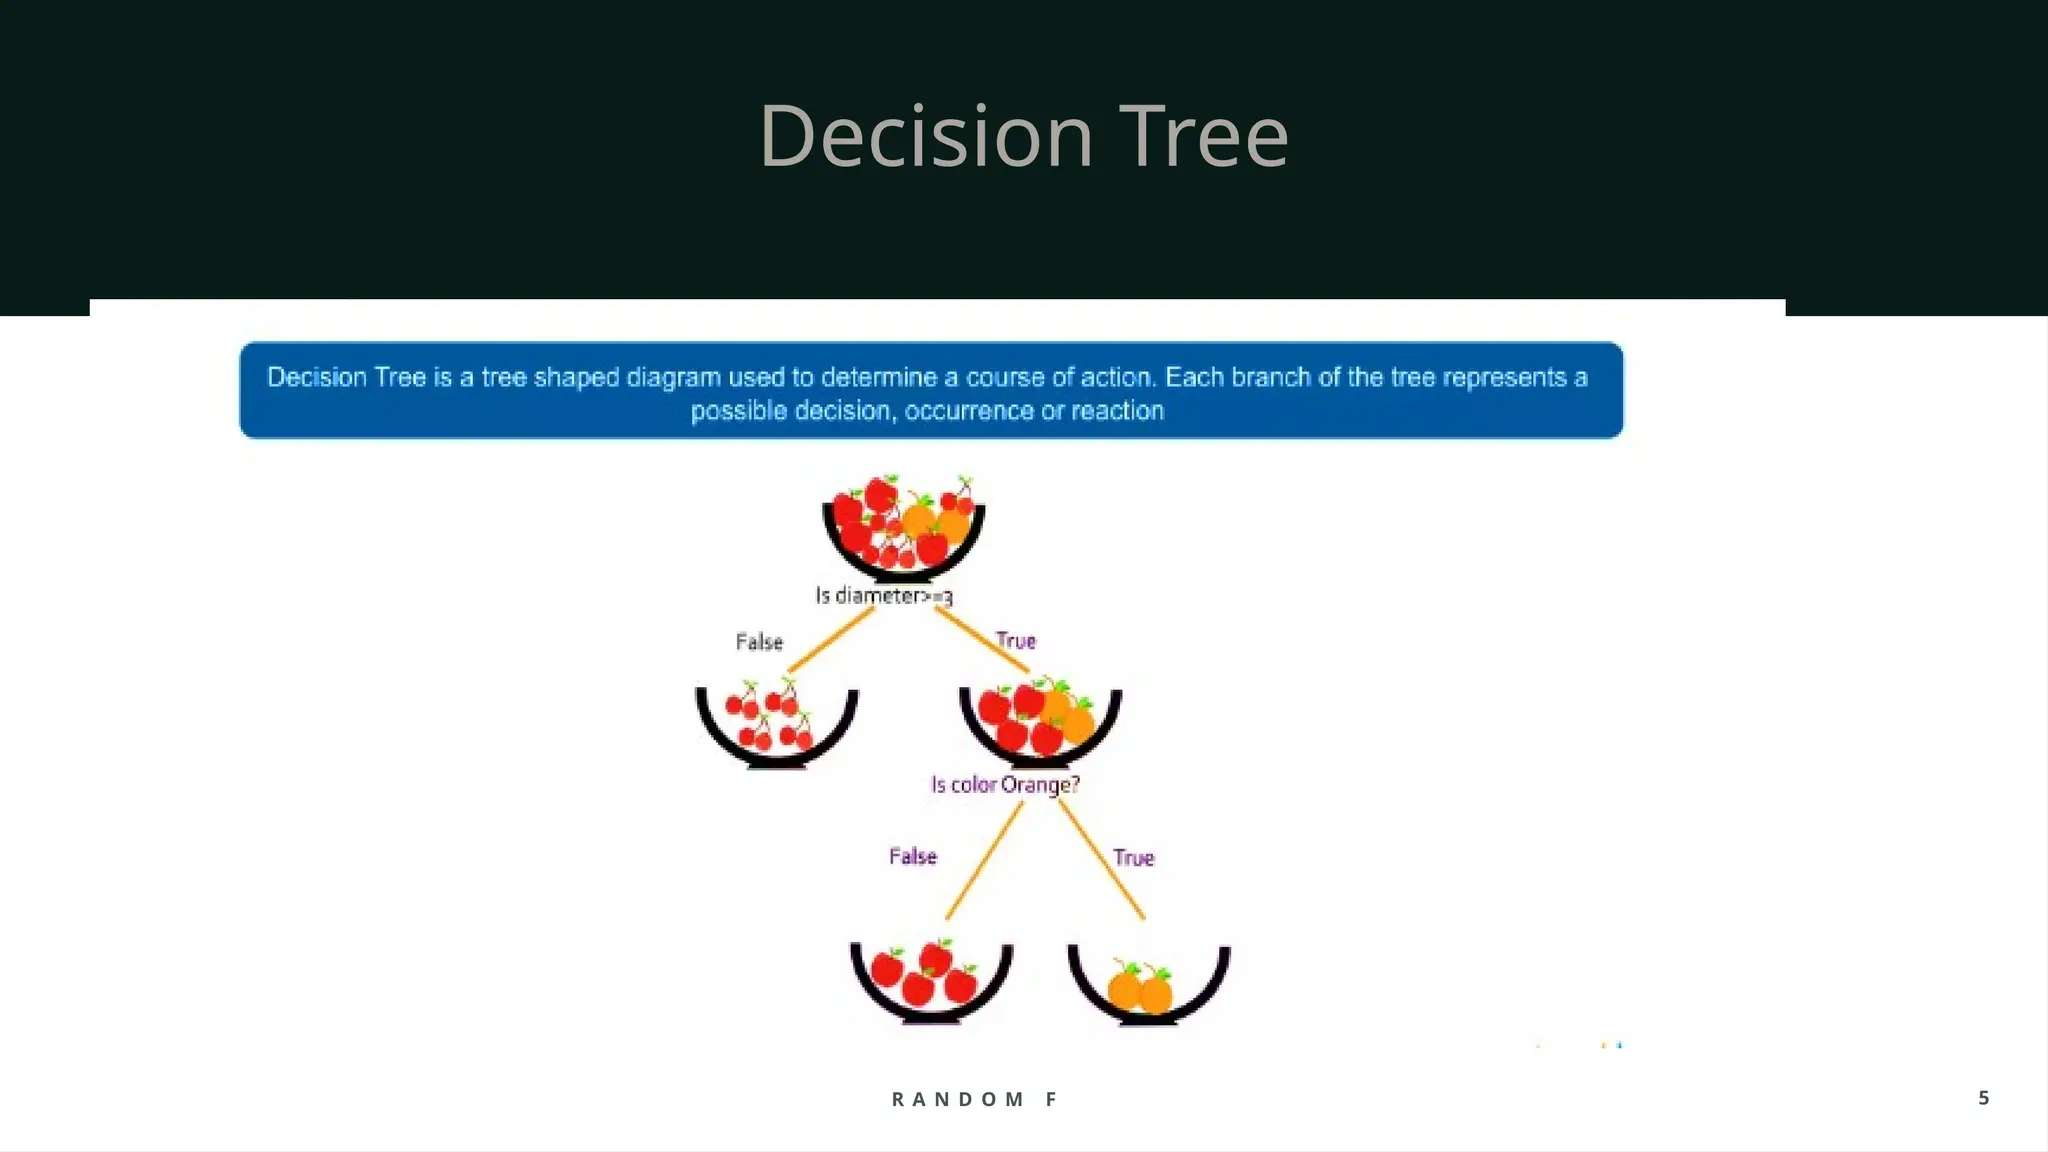 Decision Tree
Decision Tree is a tree shaped diagram used to determine a course of action. Each branch of the tree represents a
possible decision, occurrence or reaction
Is diameter>=3
False
True
Is color Orange?
False
True
RANDOM F
5